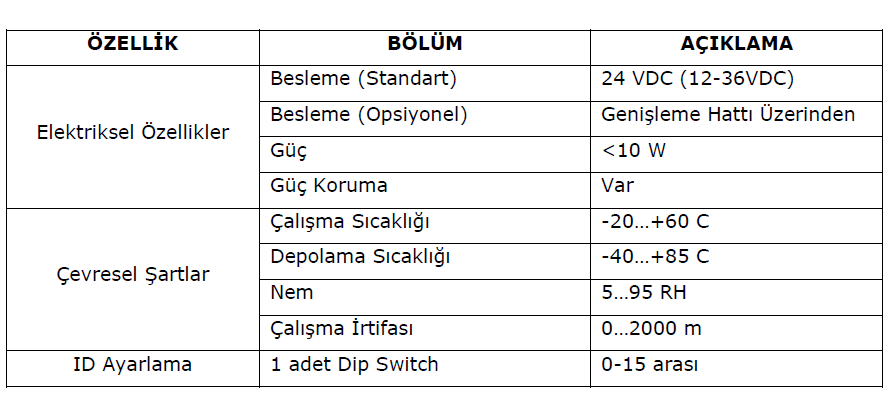 ÖZELLİK BÖLÜM AÇIKLAMA
Elektriksel Özellikler
Besleme (Standart) 24 VDC (12-36VDC)
Besleme (Opsiyonel) Genişleme Hattı Üzerinden
Güç <10 W
Güç Koruma Var
Çevresel Şartlar
Çalışma Sıcaklığı -20…+60 C
Depolama Sıcaklığı -40…+85 C
Nem 5…95 RH
Çalışma İrtifası 0…2000 m
ID Ayarlama 1 adet Dip Switch 0-15 arası